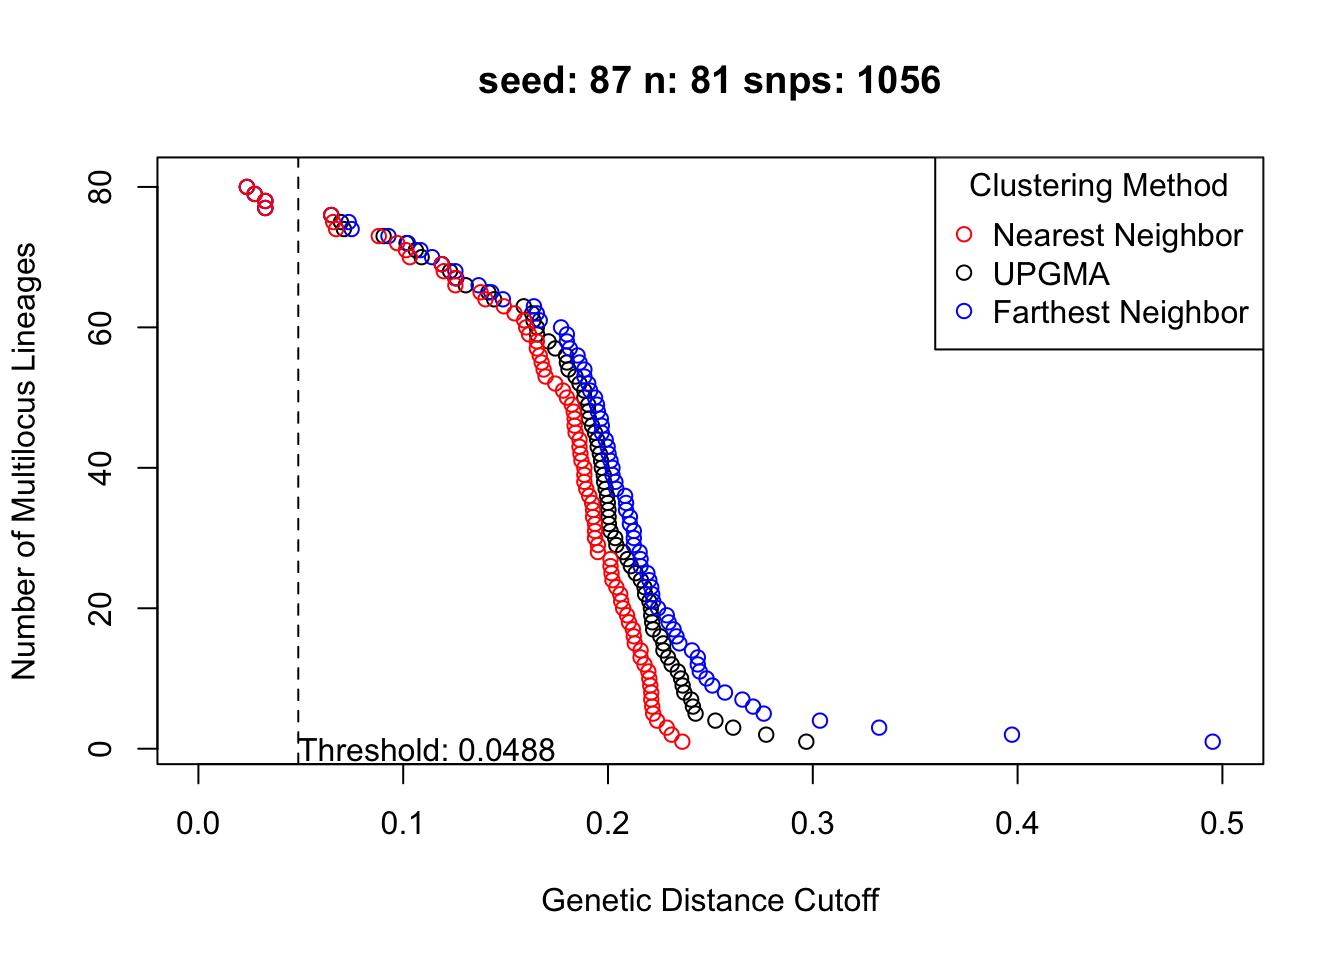 seed: 87 n: 81 snps: 1056
Number of Multilocus Lineages
80
60
40
20
0
Clustering Method
Nearest Neighbor
UPGMA
Farthest Neighbor
Threshold: 0.0488
0.0 0.1 0.2 0.3 0.4 0.5
Genetic Distance Cutoff